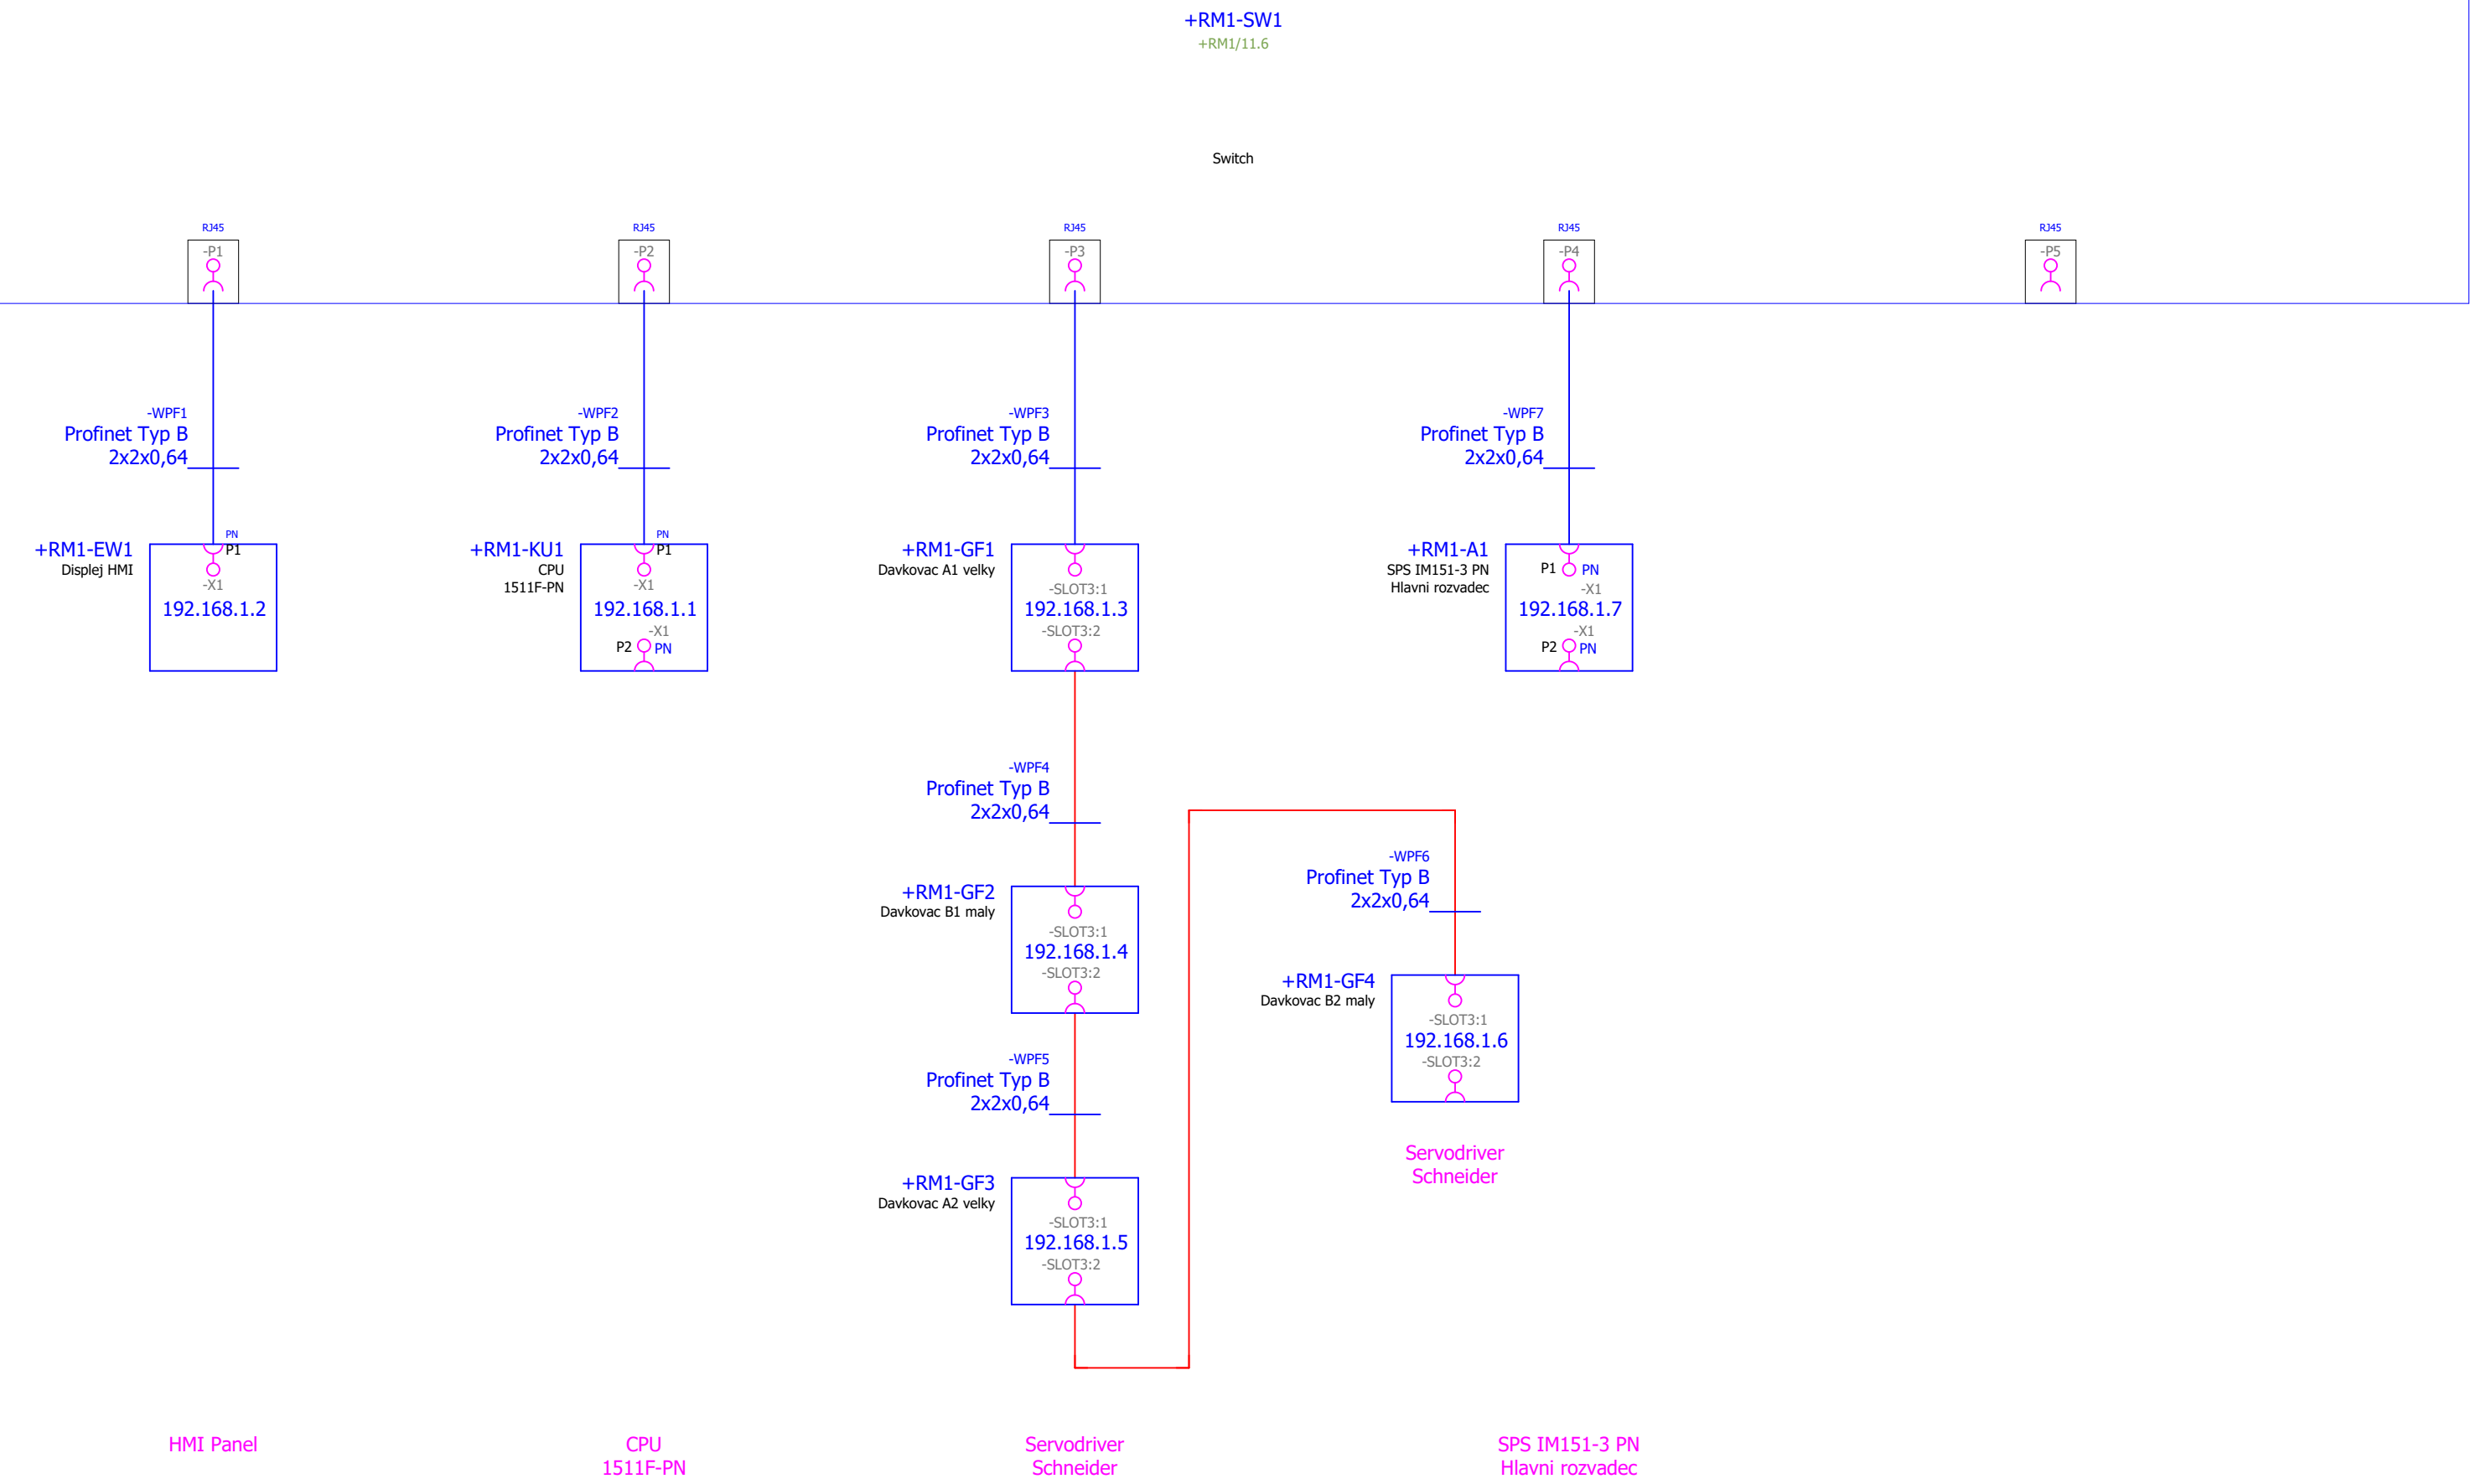 +RM1-SW1
+RM1/11.6
Switch
RJ45
RJ45
RJ45
RJ45
RJ45
-P1
-P2
-P3
-P4
-P5
-WPF1
Profinet Typ B
2x2x0,64
-WPF2
Profinet Typ B
2x2x0,64
-WPF3
Profinet Typ B
2x2x0,64
-WPF7
Profinet Typ B
2x2x0,64
+RM1-EW1
Displej HMI
PN
P1
-X1
192.168.1.2
+RM1-KU1
CPU
1511F-PN
PN
P1
-X1
192.168.1.1
-X1
P2 PN
+RM1-GF1
Davkovac A1 velky
-SLOT3:1
192.168.1.3
-SLOT3:2
+RM1-A1
SPS IM151-3 PN
Hlavni rozvadec
P1 PN
-X1
192.168.1.7
-X1
P2 PN
-WPF4
Profinet Typ B
2x2x0,64
+RM1-GF2
Davkovac B1 maly
-SLOT3:1
192.168.1.4
-SLOT3:2
-WPF6
Profinet Typ B
2x2x0,64
+RM1-GF4
Davkovac B2 maly
-SLOT3:1
192.168.1.6
-SLOT3:2
Servodriver
Schneider
-WPF5
Profinet Typ B
2x2x0,64
+RM1-GF3
Davkovac A2 velky
-SLOT3:1
192.168.1.5
-SLOT3:2
HMI Panel
CPU
1511F-PN
Servodriver
Schneider
SPS IM151-3 PN
Hlavni rozvadec